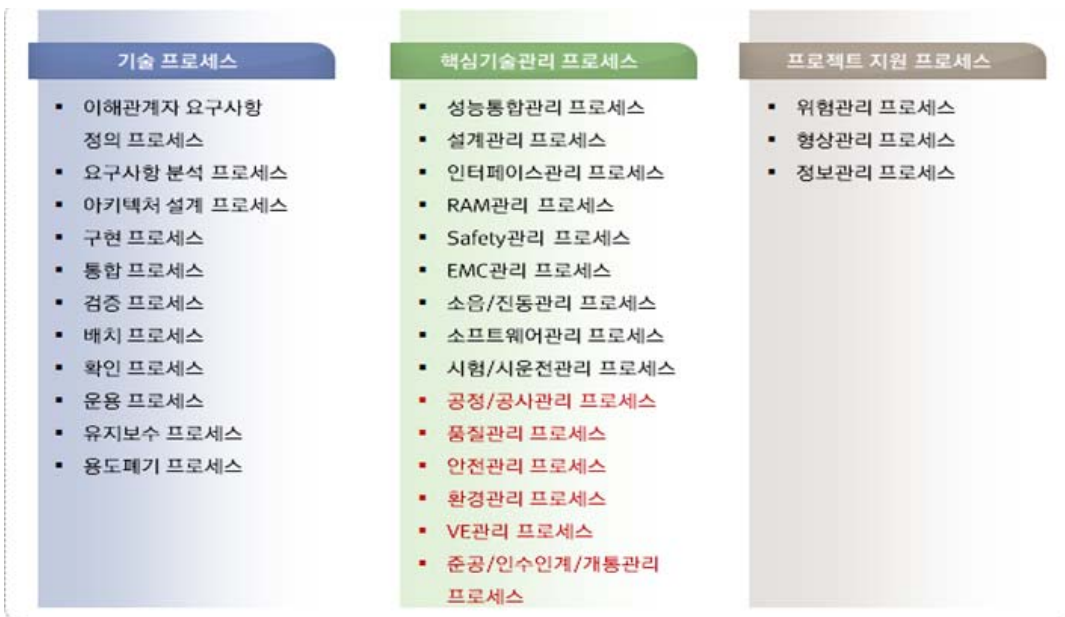 기술 프로세스
▪ 이해관계자 요구사항
정의 프로세스
▪ 요구사항 분석 프로세스
▪ 아키텍처 설계 프로세스
▪ 구현 프로세스
▪ 통합 프로세스
▪ 검증 프로세스
▪ 배치 프로세스
▪ 확인 프로세스
▪ 운용 프로세스
▪ 유지보수 프로세스
▪ 용도폐기 프로세스
핵심기술관리 프로세스
▪ 성능통합관리 프로세스
▪ 설계관리 프로세스
▪ 인터페이스관리 프로세스
▪ RAM관리 프로세스
▪ Safety관리 프로세스
▪ EMC관리 프로세스
▪ 소음/진동관리 프로세스
▪ 소프트웨어관리 프로세스
▪ 시험/시운전관리 프로세스
▪ 공정/공사관리 프로세스
▪ 품질관리 프로세스
▪ 안전관리 프로세스
▪ 환경관리 프로세스
▪ VE관리 프로세스
▪ 준공/인수인계/개통관리
프로세스
프로젝트 지원 프로세스
▪ 위험관리 프로세스
▪ 형상관리 프로세스
▪ 정보관리 프로세스